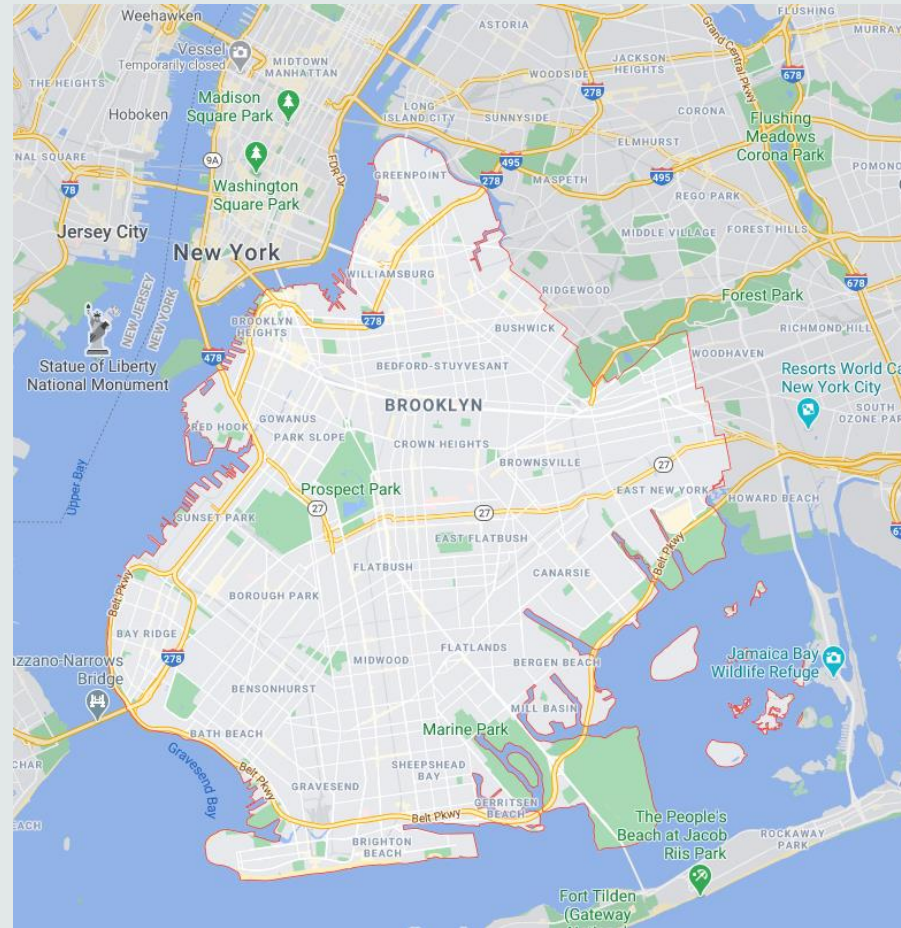 Weehawken
ASTORIA
FLUSHING
MURRAY
Grand Central Pkwy
678
Vessel
Temporarily closed
MIDTOWN
MANHATTAN
JACKSON
HEIGHTS
WOODSIDE
278
THE HEIGHTS
Madison
Square Park
Hoboken
LONG
ISLAND CITY
SUNNYSIDE
CORONA
Flushing
Meadows
Corona Park
ELMHURST
NAL SQUARE
9A
FDR Dr
495
278
495
POMONO
GREENPOINT
MASPETH
REGO PARK
78
Washington
Square Park
Jersey City
New York
MIDDLE VILLAGE
FOREST HILLS
678
WILLIAMSBURG
RIDGEWOOD
Forest Park
NEW JERSEY
NEW YORK
BROOKLYN
HEIGHTS
278
BUSHWICK
RICHMOND HILL
WOODHAVEN
Statue of Liberty
National Monument
478
BEDFORD-STUYVESANT
Resorts World Ca
New York City
BROOKLYN
SOUTH
OZONE PAR
RED HOOK
GOWANUS
PARK SLOPE
CROWN HEIGHTS
BROWNSVILLE
27
Upper Bay
Prospect Park
EAST NEW YORK
HOWARD BEACH
SUNSET PARK
27
27
EAST FLATBUSH
Belt Pkwy
FLATBUSH
CANARSIE
Belt Pkwy
BOROUGH PARK
BAY RIDGE
278
azzano-Narrows
Bridge
MIDWOOD
FLATLANDS
BERGEN BEACH
Jamaica Bay
Wildlife Refuge
BENSONHURST
MILL BASIN
CHAR
BATH BEACH
Marine Park
Gravesend Bay
Belt Pkwy
SHEEPSHEAD
BAY
GRAVESEND
GERRITSEN
BEACH
Belt Pkwy
EACH
BRIGHTON
BEACH
The People's
Beach at Jacob
Riis Park
ROCKAWAY
PARK
Fort Tilden
(Gateway